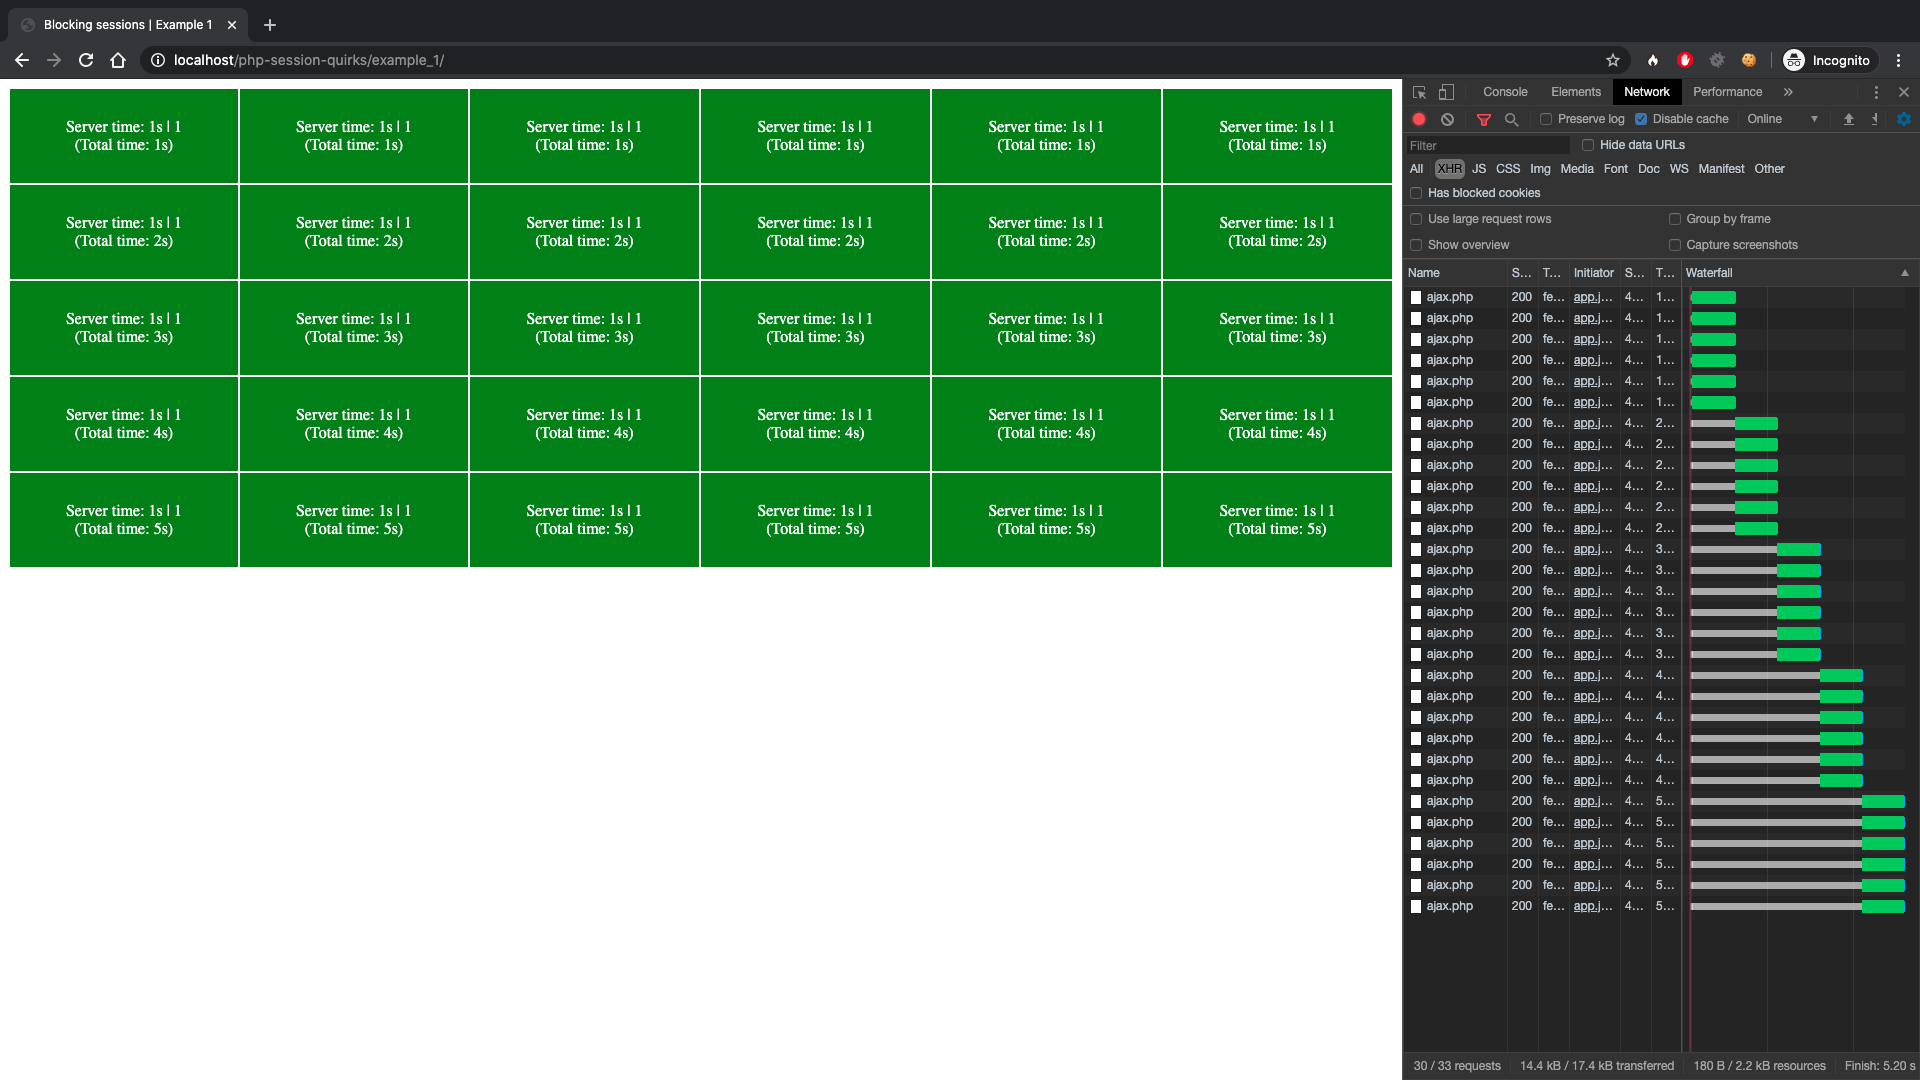 Blocking sessions | Example 1
localhost/php-session-quirks/example_1/
Incognito
Server time: 1s | 1 Server time: 1s | 1 Server time: 1s | 1 Server time: 1s | 1 Server time: 1s | 1 Server time: 1s | 1
(Total time: 1s) (Total time: 1s) (Total time: 1s) (Total time: 1s) (Total time: 1s) (Total time: 1s)
Server time: 1s | 1 Server time: 1s | 1 Server time: 1s | 1 Server time: 1s | 1 Server time: 1s | 1 Server time: 1s | 1
(Total time: 2s) (Total time: 2s) (Total time: 2s) (Total time: 2s) (Total time: 2s) (Total time: 2s)
Server time: 1s | 1 Server time: 1s | 1 Server time: 1s | 1 Server time: 1s | 1 Server time: 1s | 1 Server time: 1s | 1
(Total time: 3s) (Total time: 3s) (Total time: 3s) (Total time: 3s) (Total time: 3s) (Total time: 3s)
Server time: 1s | 1 Server time: 1s | 1 Server time: 1s | 1 Server time: 1s | 1 Server time: 1s | 1 Server time: 1s | 1
(Total time: 4s) (Total time: 4s) (Total time: 4s) (Total time: 4s) (Total time: 4s) (Total time: 4s)
Server time: 1s | 1 Server time: 1s | 1 Server time: 1s | 1 Server time: 1s | 1 Server time: 1s | 1 Server time: 1s | 1
(Total time: 5s) (Total time: 5s) (Total time: 5s) (Total time: 5s) (Total time: 5s) (Total time: 5s)
Console Elements Network Performance
Preserve log Disable cache Online
Filter Hide data URLs
All XHR JS CSS Img Media Font Doc WS Manifest Other
Has blocked cookies
Use large request rows Group by frame
Show overview Capture screenshots
Name S... T... Initiator S... T... Waterfall
ajax.php 200 fe... app.j... 4... 1...
ajax.php 200 fe... app.j... 4... 1...
ajax.php 200 fe... app.j... 4... 1...
ajax.php 200 fe... app.j... 4... 1...
ajax.php 200 fe... app.j... 4... 1...
ajax.php 200 fe... app.j... 4... 1...
ajax.php 200 fe... app.j... 4... 2...
ajax.php 200 fe... app.j... 4... 2...
ajax.php 200 fe... app.j... 4... 2...
ajax.php 200 fe... app.j... 4... 2...
ajax.php 200 fe... app.j... 4... 2...
ajax.php 200 fe... app.j... 4... 2...
ajax.php 200 fe... app.j... 4... 3...
ajax.php 200 fe... app.j... 4... 3...
ajax.php 200 fe... app.j... 4... 3...
ajax.php 200 fe... app.j... 4... 3...
ajax.php 200 fe... app.j... 4... 3...
ajax.php 200 fe... app.j... 4... 3...
ajax.php 200 fe... app.j... 4... 4...
ajax.php 200 fe... app.j... 4... 4...
ajax.php 200 fe... app.j... 4... 4...
ajax.php 200 fe... app.j... 4... 4...
ajax.php 200 fe... app.j... 4... 4...
ajax.php 200 fe... app.j... 4... 4...
ajax.php 200 fe... app.j... 4... 5...
ajax.php 200 fe... app.j... 4... 5...
ajax.php 200 fe... app.j... 4... 5...
ajax.php 200 fe... app.j... 4... 5...
ajax.php 200 fe... app.j... 4... 5...
ajax.php 200 fe... app.j... 4... 5...
30 / 33 requests 14.4 kB / 17.4 kB transferred 180 B / 2.2 kB resources Finish: 5.20 s